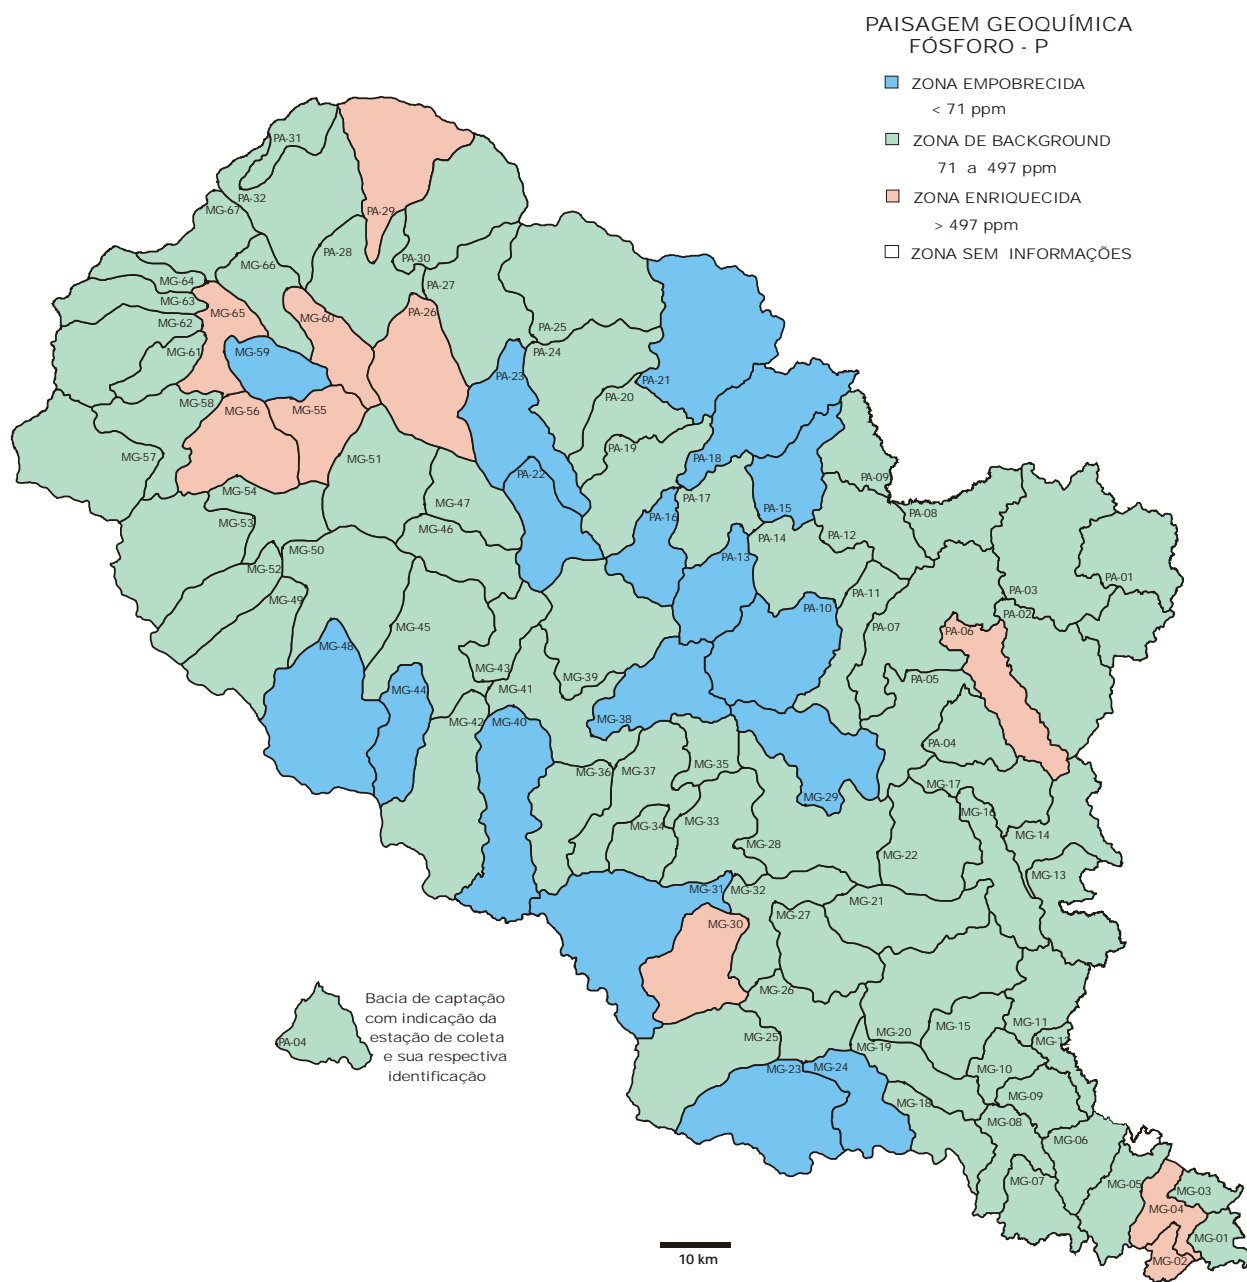 PAISAGEM GEOQUÍMICA
FÓSFORO - P
ZONA EMPOBRECIDA
< 71 ppm
ZONA DE BACKGROUND
71 a 497 ppm
ZONA ENRIQUECIDA
> 497 ppm
ZONA SEM INFORMAÇÕES
PA-31
PA-32
MG-67
PA-29
PA-28
PA-30
MG-66
MG-64
PA-27
MG-63
MG-65
MG-60
PA-26
MG-62
PA-25
MG-61
MG-59
PA-24
PA-23
PA-21
MG-58
MG-56
MG-55
PA-20
MG-57
MG-51
PA-19
PA-18
PA-22
PA-09
MG-54
MG-47
PA-17
PA-15
PA-08
MG-53
MG-46
PA-16
PA-14
PA-12
MG-50
PA-13
MG-52
PA-01
PA-03
MG-49
PA-11
PA-10
PA-02
MG-45
PA-07
PA-06
MG-48
MG-43
MG-39
PA-05
MG-44
MG-41
MG-42
MG-40
MG-38
PA-04
MG-36
MG-37
MG-35
MG-17
MG-29
MG-16
MG-34
MG-33
MG-14
MG-28
MG-22
MG-13
MG-31
MG-32
MG-21
MG-27
MG-30
MG-26
MG-25
MG-20
MG-15
MG-11
MG-1
MG-19
MG-23
MG-24
MG-10
MG-18
MG-09
MG-08
MG-06
MG-07
MG-05
MG-03
MG-04
MG-01
MG-02
Bacia de captação
com indicação da
estação de coleta
e sua respectiva
identificação
PA-04
10 km